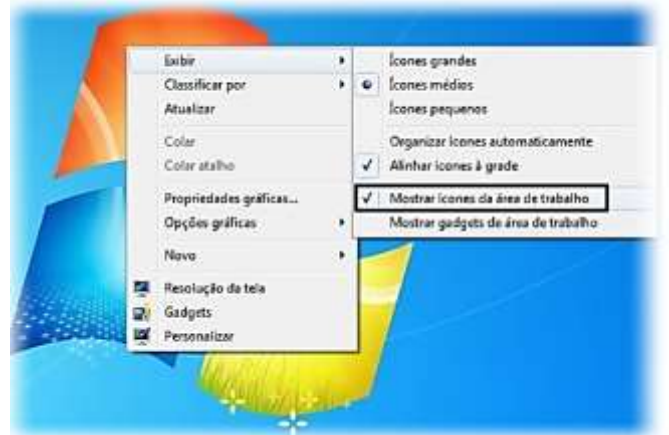 Exibir
Classificar por
Atualizar
Colar
Colar atalho
Propriedades gráficas...
Opções gráficas
Novo
Resolução da tela
Gadgets
Personalizar
Ícones grandes
Ícones médios
Ícones pequenos
Organizar ícones automaticamente
Alinhar ícones à grade
Mostrar ícones da área de trabalho
Mostrar gadgets de área de trabalho